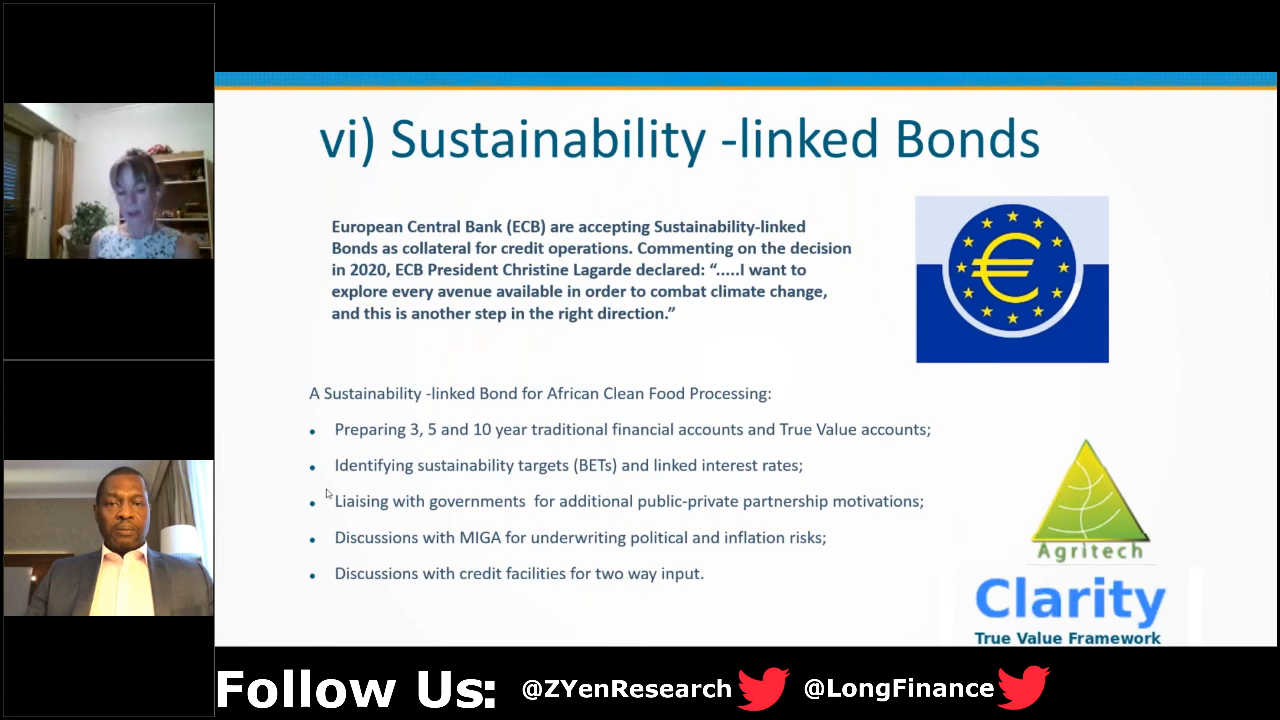 vi) Sustainability -linked Bonds
European Central Bank (ECB) are accepting Sustainability-linked
Bonds as collateral for credit operations. Commenting on the decision
in 2020, ECB President Christine Lagarde declared: “.....I want to
explore every avenue available in order to combat climate change,
and this is another step in the right direction.”
A Sustainability -linked Bond for African Clean Food Processing:
• Preparing 3, 5 and 10 year traditional financial accounts and True Value accounts;
• Identifying sustainability targets (BETs) and linked interest rates;
• Liaising with governments for additional public-private partnership motivations;
• Discussions with MIGA for underwriting political and inflation risks;
• Discussions with credit facilities for two way input.
Agritech
Clarity
True Value Framework
Follow Us: @ZYenResearch @LongFinance